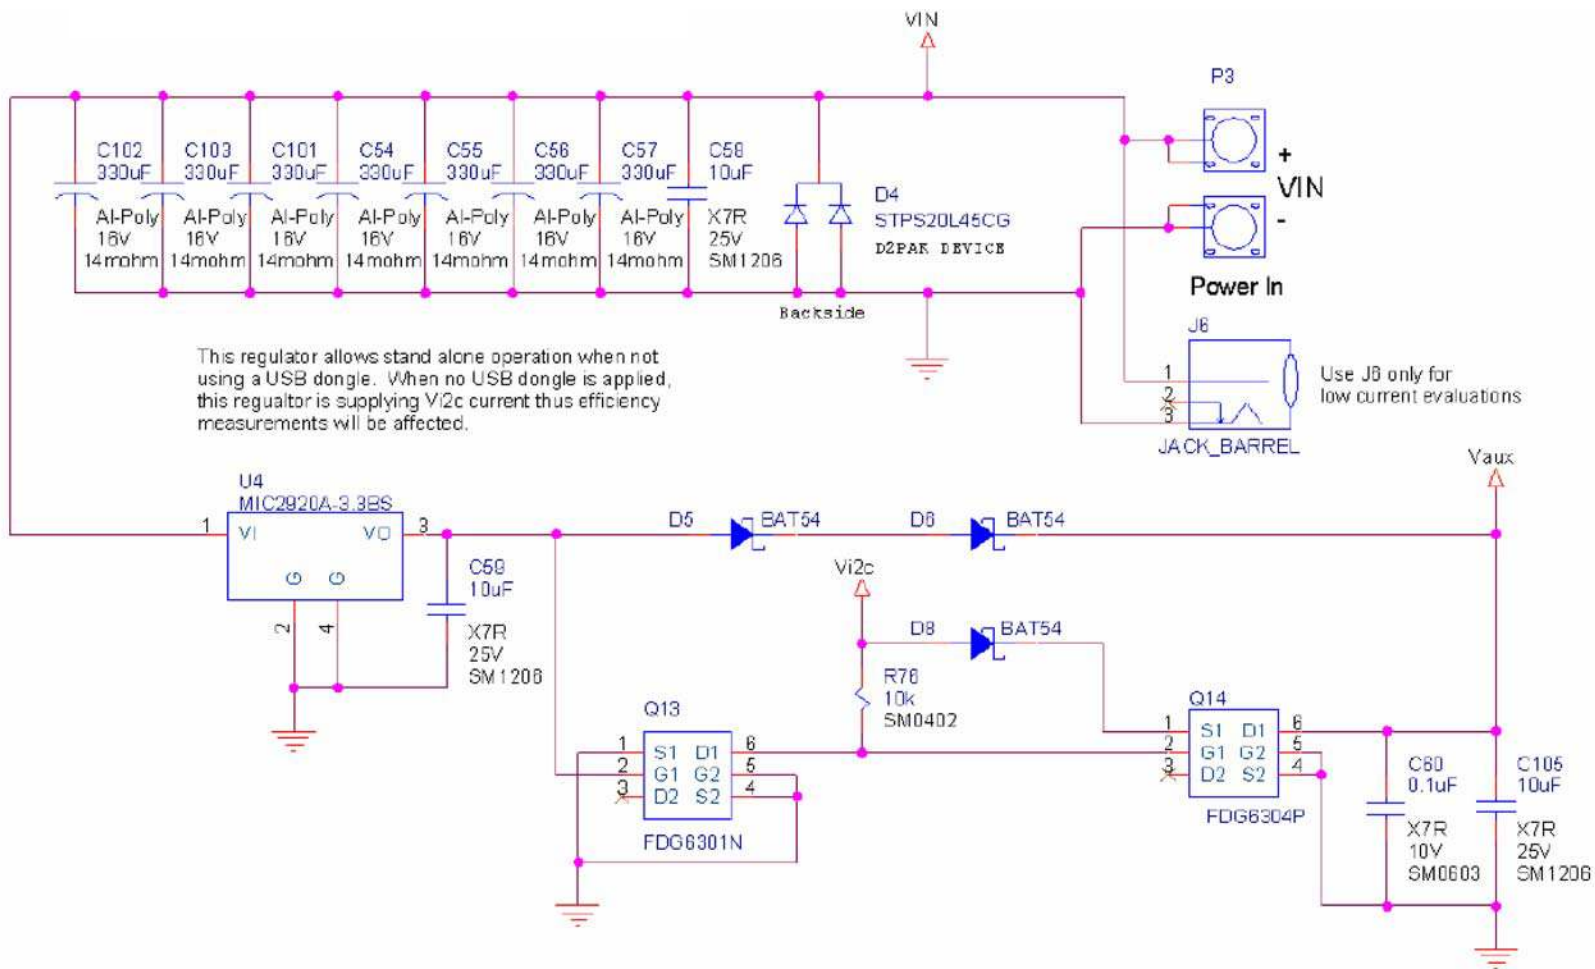 VIN
P3
C102
330uF
Al-Poly
16V
14mohm
C103
330uF
Al-Poly
16V
14mohm
C101
330uF
Al-Poly
16V
14mohm
C54
330uF
Al-Poly
16V
14mohm
C55
330uF
Al-Poly
16V
14mohm
C56
330uF
Al-Poly
16V
14mohm
C57
330uF
Al-Poly
16V
14mohm
C58
10uF
X7R
25V
SM1206
D4
STPS20L45CG
D2PAK DEVICE
Backside
+
VIN
-
Power In
J6
1
2
3
JACK_BARREL
Use J6 only for
low current evaluations
This regulator allows stand alone operation when not
using a USB dongle. When no USB dongle is applied,
this regualtor is supplying Vi2c current thus efficiency
measurements will be affected.
U4
MIC2920A-3.3BS
1
VI
VO
3
G
G
2
4
C59
10uF
X7R
25V
SM1206
D5
BAT54
D6
BAT54
Vaux
Vi2c
D8
BAT54
R76
10k
SM0402
Q13
1
S1
D1
6
2
G1
G2
5
3
D2
S2
4
FDG6301N
Q14
1
S1
D1
6
2
G1
G2
5
3
D2
S2
4
FDG6304P
C60
0.1uF
X7R
10V
SM0603
C105
10uF
X7R
25V
SM1206